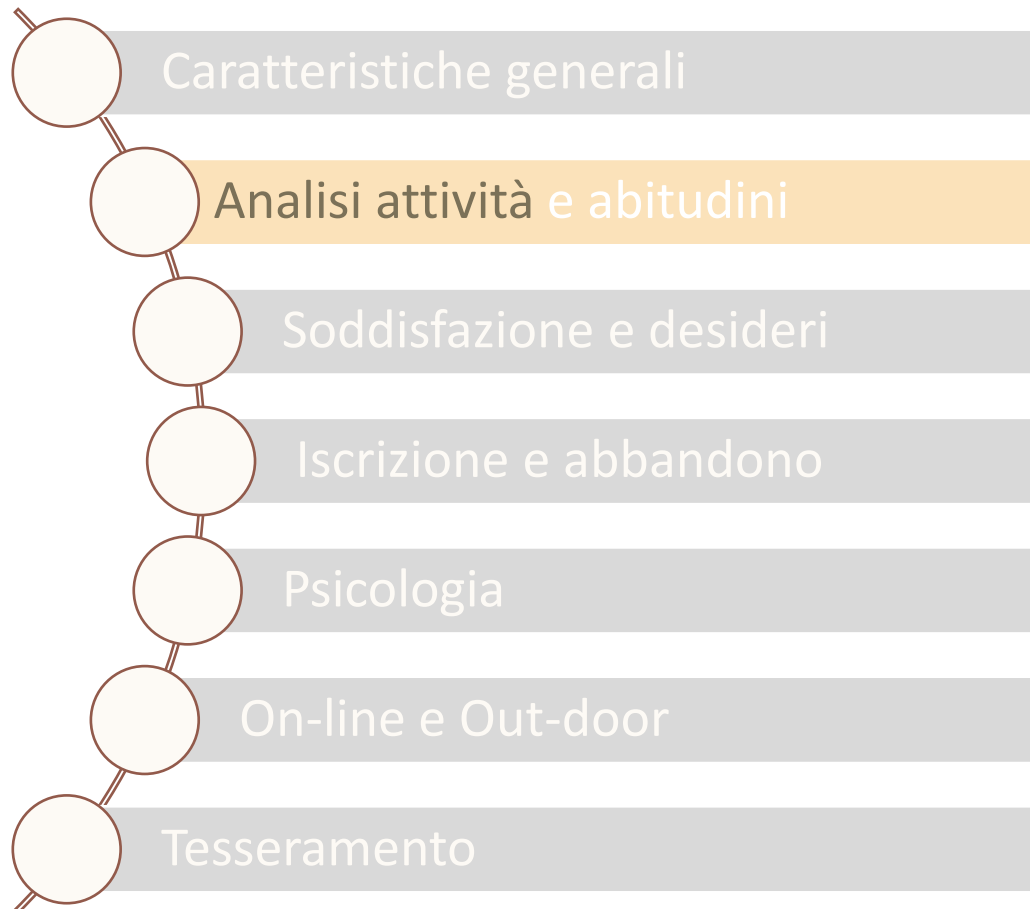 Caratteristiche generali
Analisi attività e abitudini
Soddisfazione e desideri
Iscrizione e abbandono
Psicologia
On-line e Out-door
Tesseramento